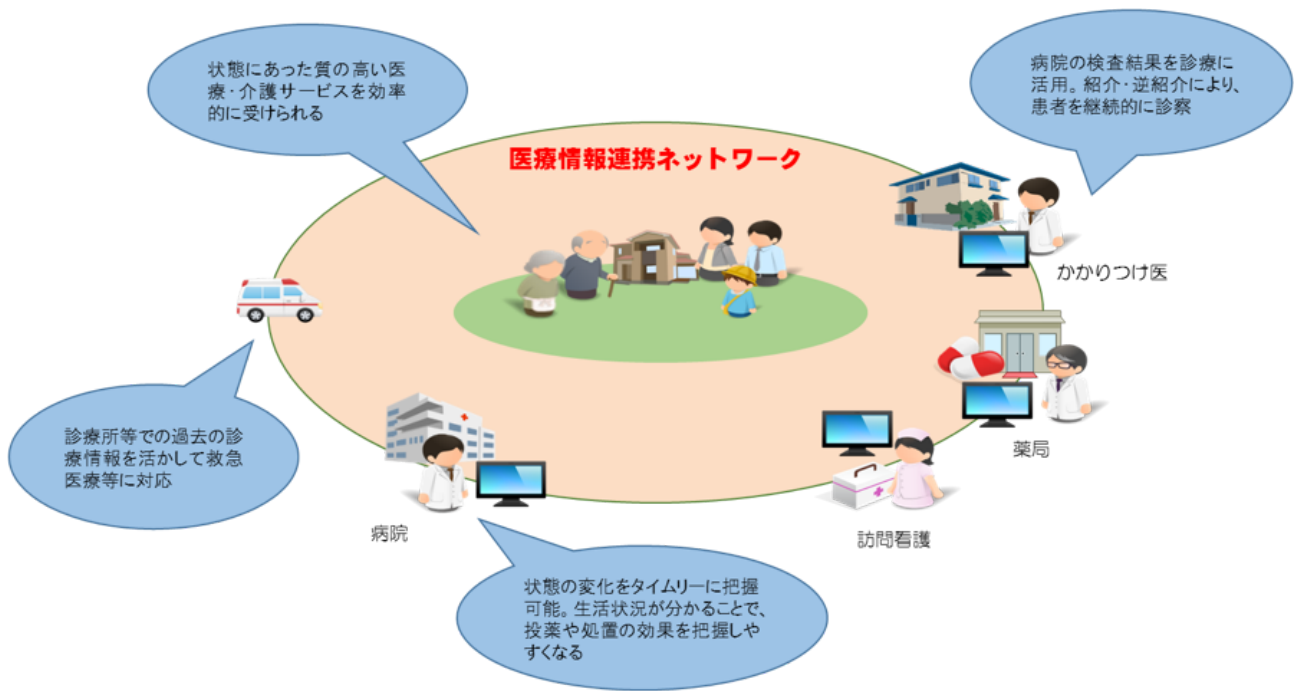 状態にあった質の高い医
療・介護サービスを効率
的に受けられる
病院の検査結果を診療に
活用。紹介・逆紹介により、
患者を継続的に診察
医療情報連携ネットワーク
かかりつけ医
薬局
診療所等での過去の診
療情報を活かして救急
医療等に対応
病院
訪問看護
状態の変化をタイムリーに把握
可能。生活状況が分かることで、
投薬や処置の効果を把握しや
すくなる